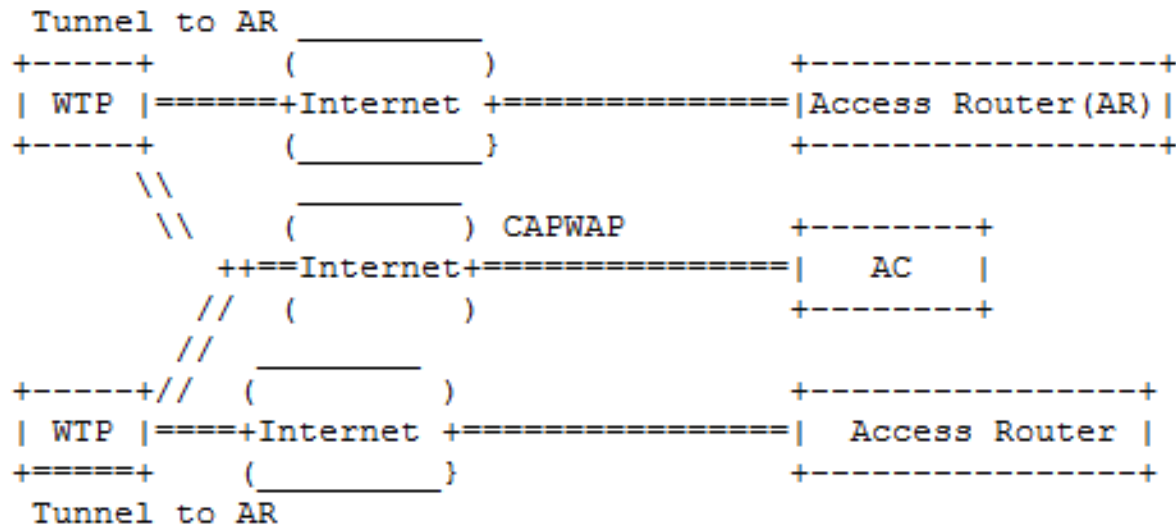 Tunnel to AR
WTP Internet Access Router(AR)
CAPWAP
Internet AC
WTP Internet Access Router
Tunnel to AR